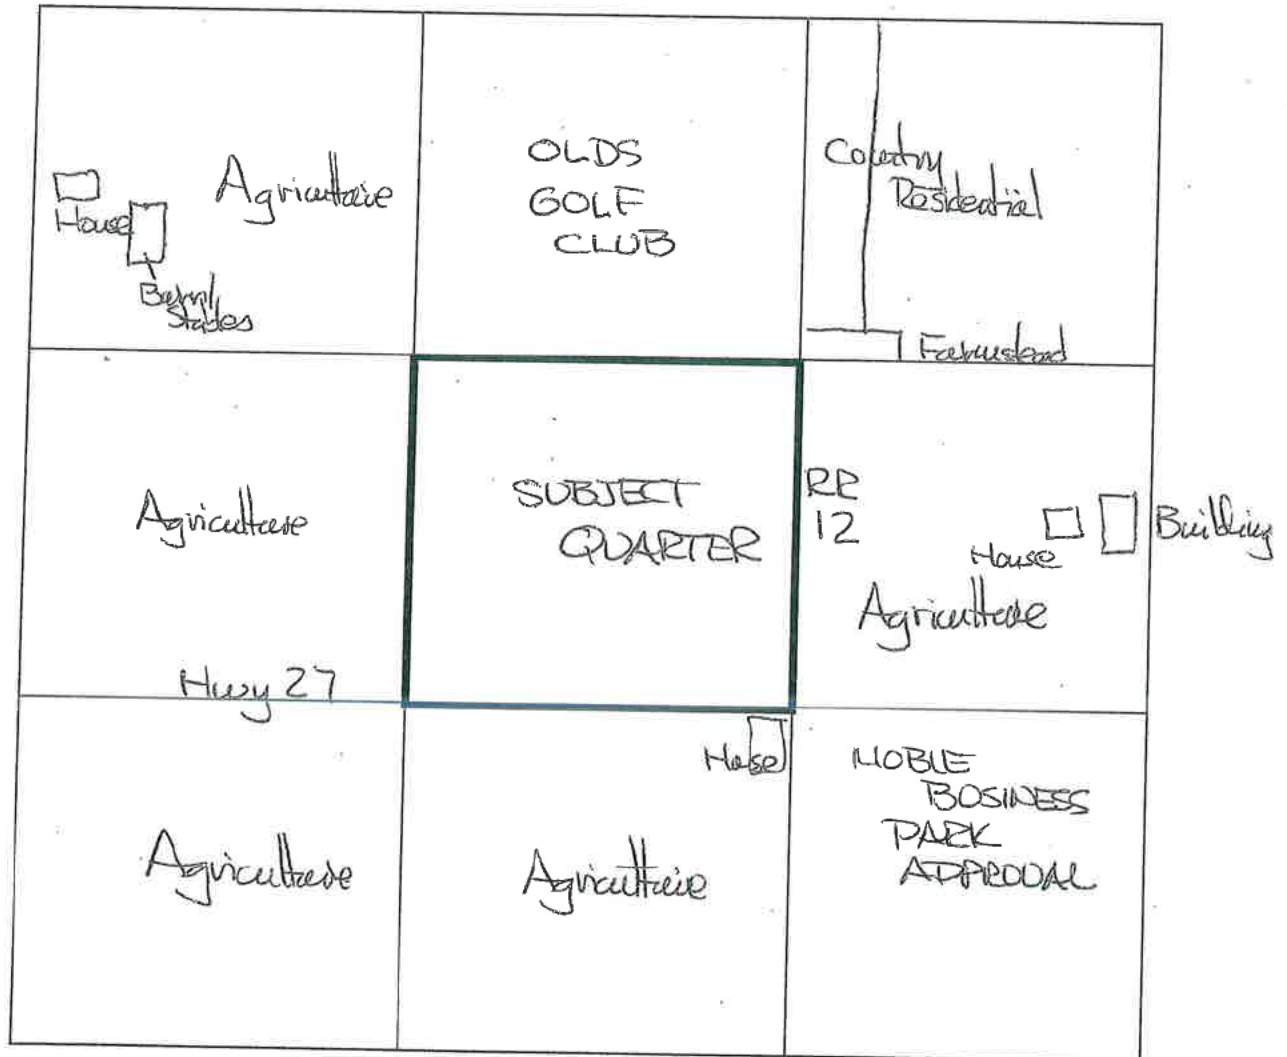 Agriculture
House
Barn/
Stables
OLDS
GOLF
CLUB
Country
Residential
Farmstead
Agriculture
Hwy 27
SUBJECT
QUARTER
RR
12
House
Building
Agriculture
Agriculture
House
Agriculture
NOBLE
BUSINESS
PARK
APPROVAL